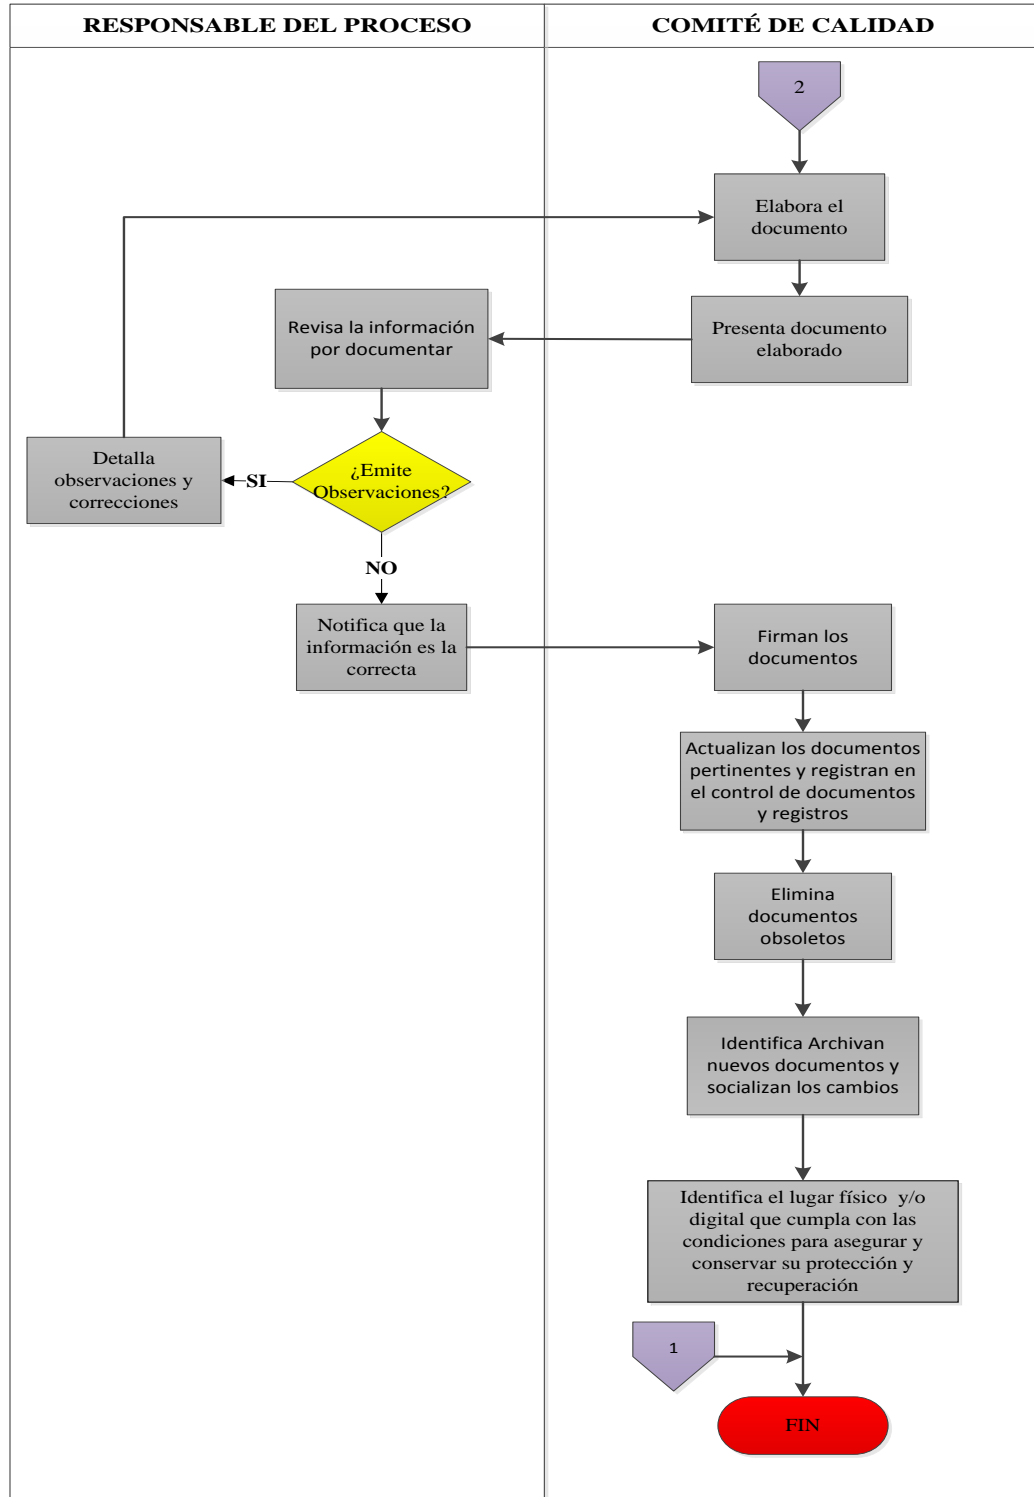 RESPONSABLE DEL PROCESO
COMITÉ DE CALIDAD
2
Elabora el
documento
Presenta documento
elaborado
Revisa la información
por documentar
¿Emite
Observaciones?
SI
Detalla
observaciones y
correcciones
NO
Notifica que la
información es la
correcta
Firman los
documentos
Actualizan los documentos
pertinentes y registran en
el control de documentos
y registros
Elimina
documentos
obsoletos
Identifica Archivan
nuevos documentos y
socializan los cambios
Identifica el lugar físico y/o
digital que cumpla con las
condiciones para asegurar y
conservar su protección y
recuperación
1
FIN